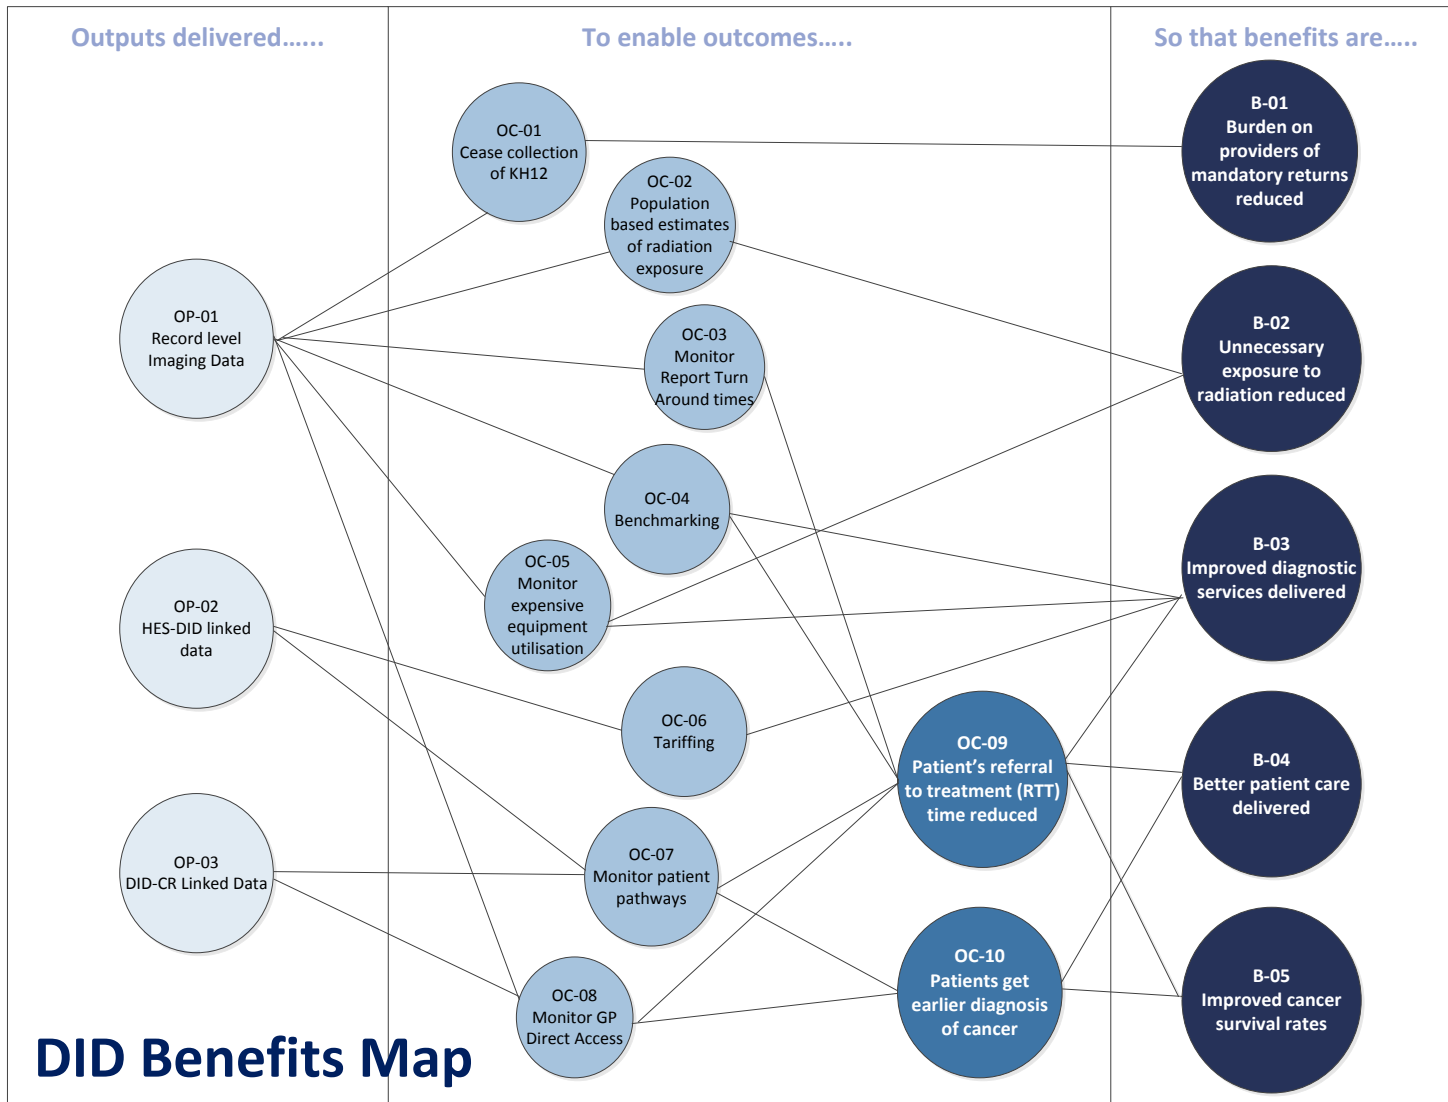 Outputs delivered…...
To enable outcomes…..
So that benefits are…..
OP-01
Record level
Imaging Data
OP-02
HES-DID linked
data
OP-03
DID-CR Linked Data
OC-01
Cease collection
of KH12
OC-02
Population
based estimates
of radiation
exposure
OC-03
Monitor
Report Turn
Around times
OC-04
Benchmarking
OC-05
Monitor
expensive
equipment
utilisation
OC-06
Tariffing
OC-07
Monitor patient
pathways
OC-08
Monitor GP
Direct Access
OC-09
Patient’s referral
to treatment (RTT)
time reduced
OC-10
Patients get
earlier diagnosis
of cancer
B-01
Burden on
providers of
mandatory returns
reduced
B-02
Unnecessary
exposure to
radiation reduced
B-03
Improved diagnostic
services delivered
B-04
Better patient care
delivered
B-05
Improved cancer
survival rates
DID Benefits Map